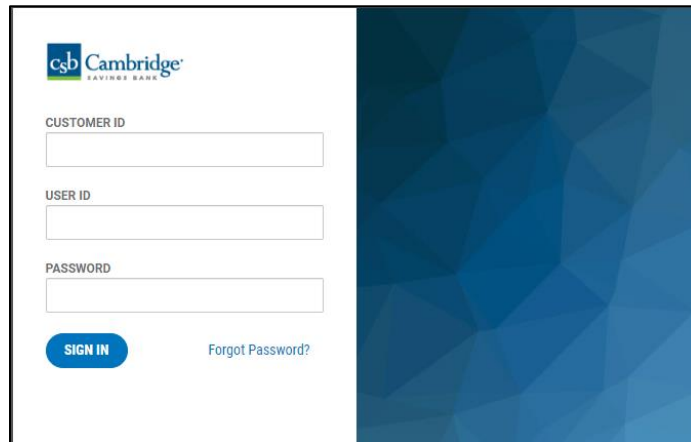 csb Cambridge
SAVINGS BANK
CUSTOMER ID
USER ID
PASSWORD
SIGN IN Forgot Password?